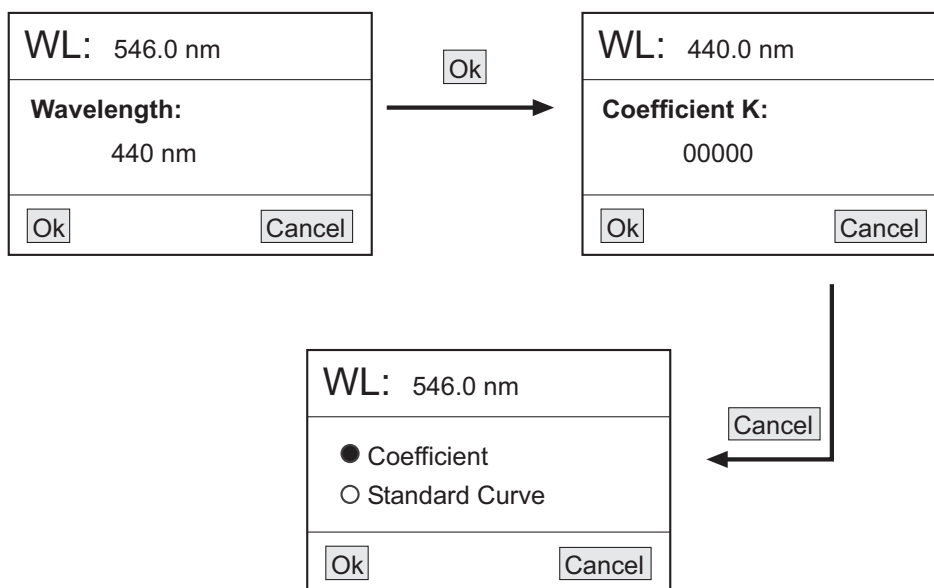 WL: 546.0 nm
Wavelength:
440 nm
Ok Cancel
Ok
WL: 440.0 nm
Coefficient K:
00000
Ok Cancel
Cancel
WL: 546.0 nm
Coefficient
Standard Curve
Ok Cancel